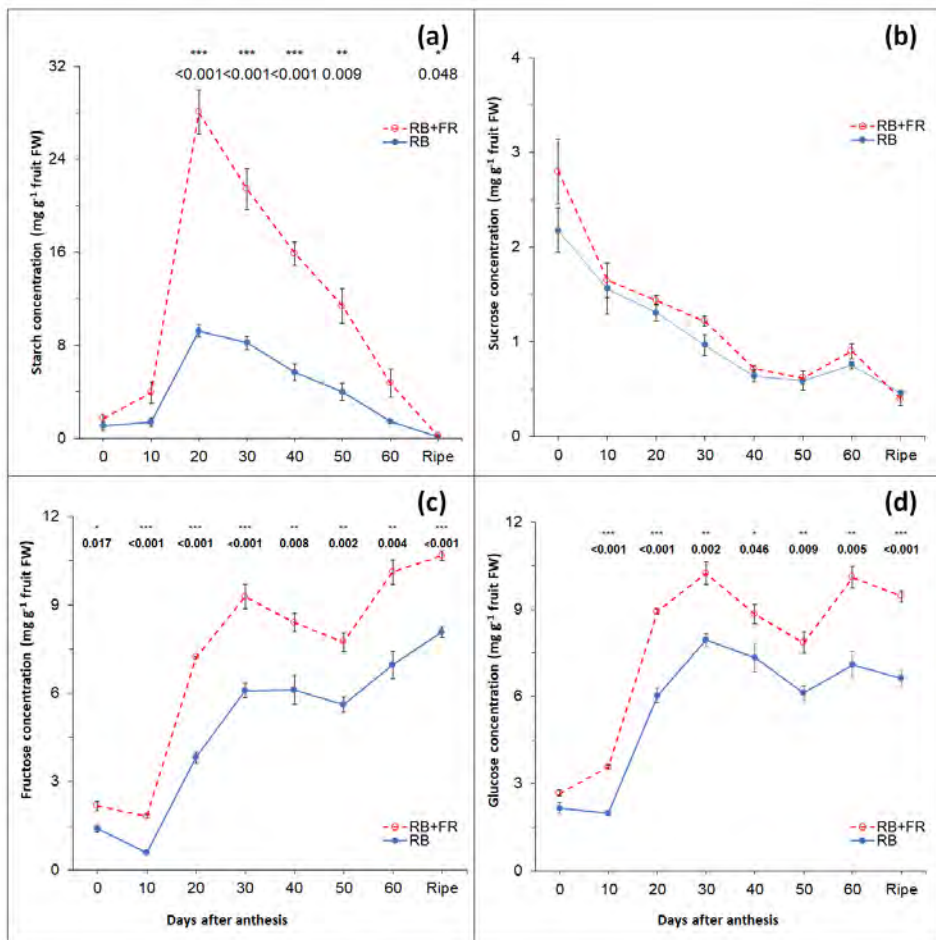 (a)
*** *** *** ** *
<0.001 <0.001 <0.001 0.009 0.048
32
24
16
8
0
Starch concentration (mg g⁻¹ fruit FW)
RB+FR
RB
0 10 20 30 40 50 60 Ripe
(b)
4
3
2
1
0
Sucrose concentration (mg g⁻¹ fruit FW)
RB+FR
RB
0 10 20 30 40 50 60 Ripe
(c)
* *** *** *** ** ** ** ***
0.017 <0.001 <0.001 <0.001 0.008 0.002 0.004 <0.001
12
9
6
3
0
Fructose concentration (mg g⁻¹ fruit FW)
RB+FR
RB
0 10 20 30 40 50 60 Ripe
Days after anthesis
(d)
*** *** ** * ** ** ***
<0.001 <0.001 0.002 0.046 0.009 0.005 <0.001
12
9
6
3
0
Glucose concentration (mg g⁻¹ fruit FW)
RB+FR
RB
0 10 20 30 40 50 60 Ripe
Days after anthesis